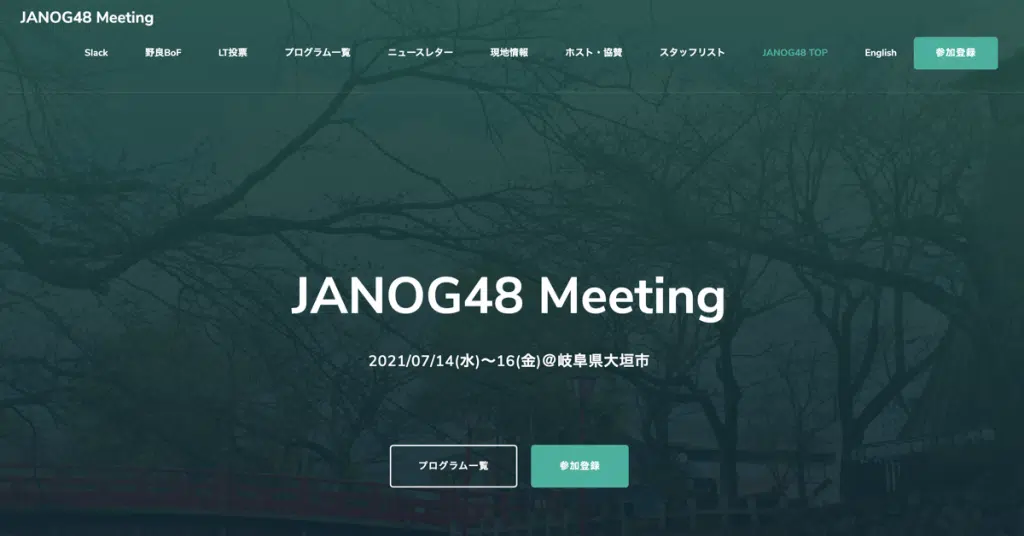 JANOG48 Meeting
Slack 野良BoF LT投票 プログラム一覧 ニュースレター 現地情報 ホスト・協賛 スタッフリスト JANOG48 TOP English 参加登録
JANOG48 Meeting
2021/07/14(水)〜16(金)@岐阜県大垣市
プログラム一覧 参加登録